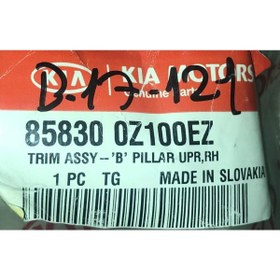 KIA KIA MOTORS
Genuine Parts
D.17-121
85830 0Z100EZ
TRIM ASSY--'B' PILLAR UPR,RH
1 PC TG MADE IN SLOVAKIA